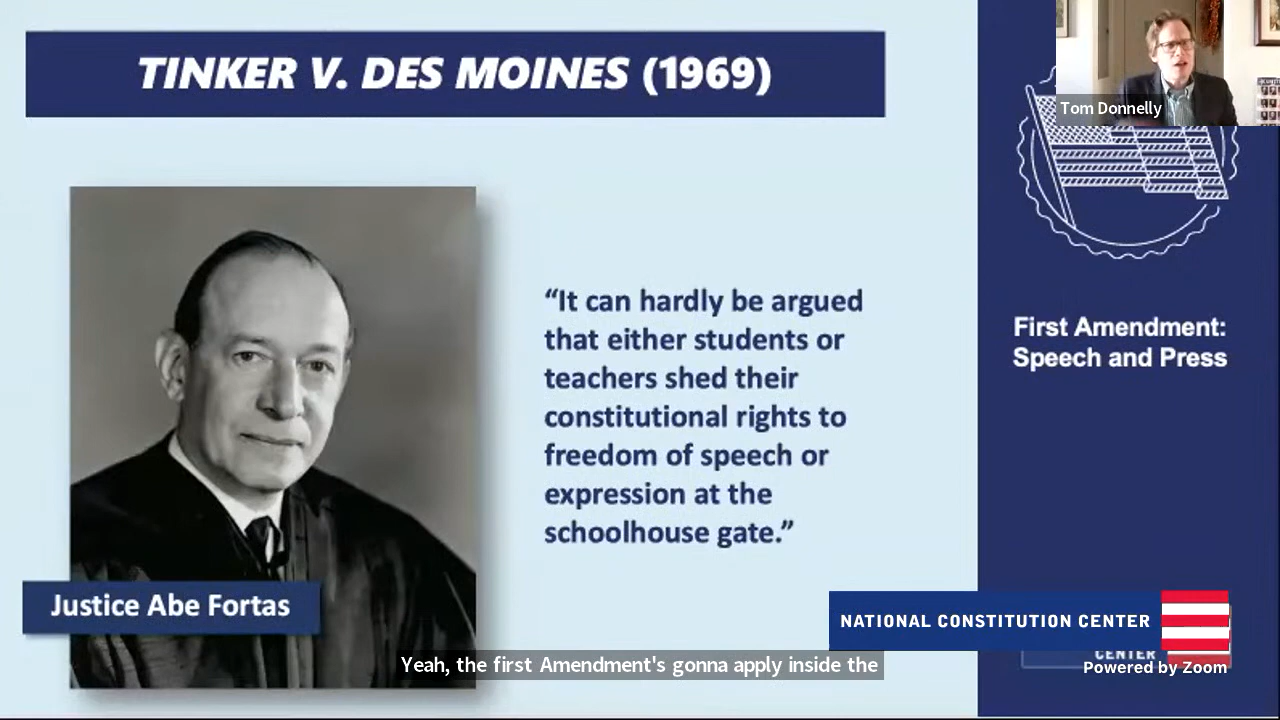 TINKER V. DES MOINES (1969)
Tom Donnelly
“It can hardly be argued
that either students or
teachers shed their
constitutional rights to
freedom of speech or
expression at the
schoolhouse gate.”
First Amendment:
Speech and Press
Justice Abe Fortas
NATIONAL CONSTITUTION CENTER
CENTER
Yeah, the first Amendment's gonna apply inside the
Powered by Zoom